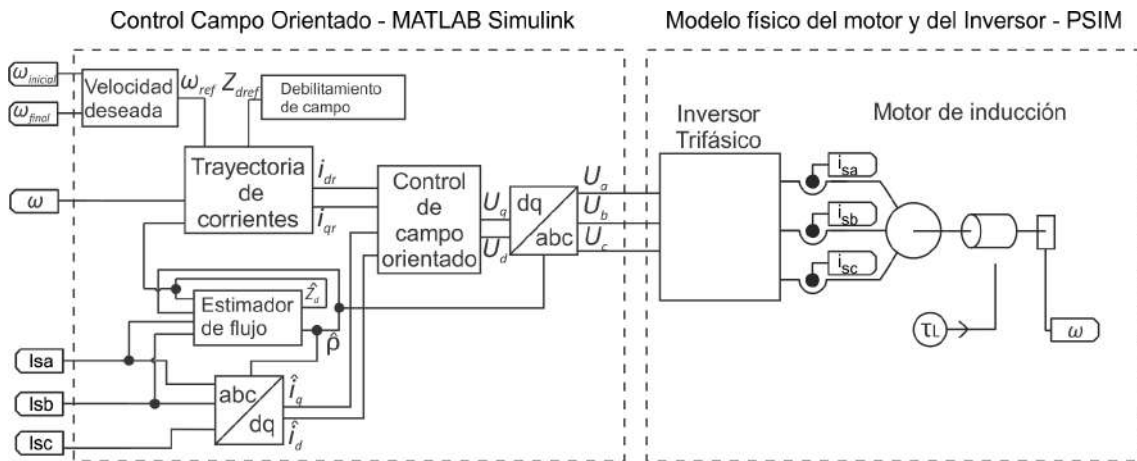 Control Campo Orientado - MATLAB Simulink
Modelo físico del motor y del Inversor - PSIM
ω_inicial
ω_final
Velocidad
deseada
ω_ref
Z_dref
Debilitamiento
de campo
ω
Trayectoria
de
corrientes
i_dr
i_qr
Control
de
campo
orientado
U_q
U_d
dq
abc
U_a
U_b
U_c
Inversor
Trifásico
Motor de inducción
i_sa
i_sb
i_sc
τ_L
ω
Estimador
de flujo
Ẑ_d
ρ̂
Isa
Isb
Isc
abc
dq
î_q
î_d